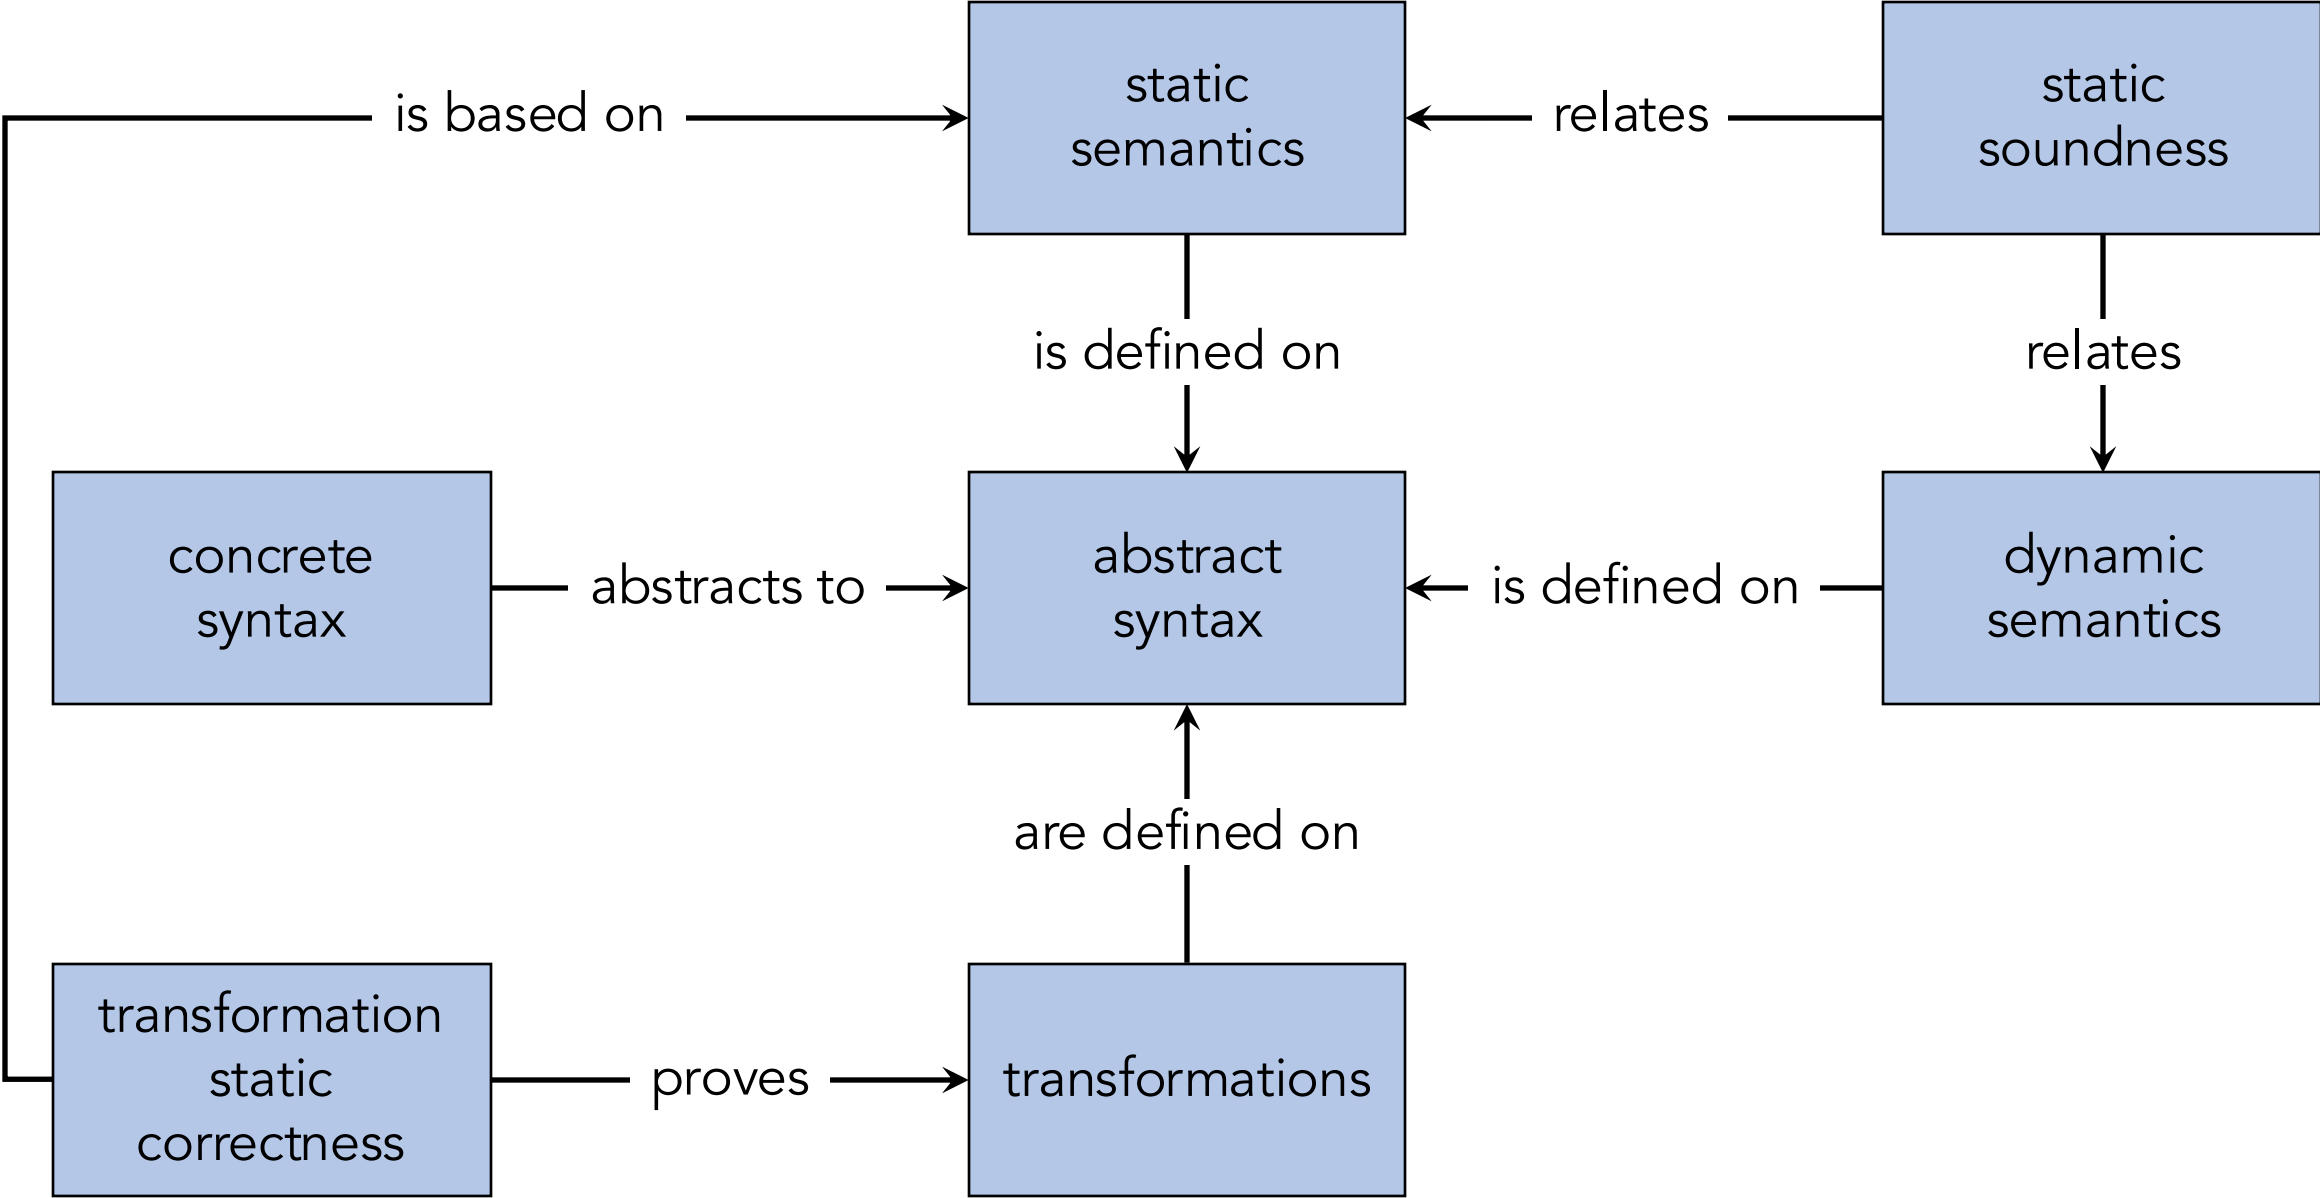 static
semantics
static
soundness
is based on
relates
is defined on
relates
concrete
syntax
abstracts to
abstract
syntax
is defined on
dynamic
semantics
are defined on
transformation
static
correctness
proves
transformations